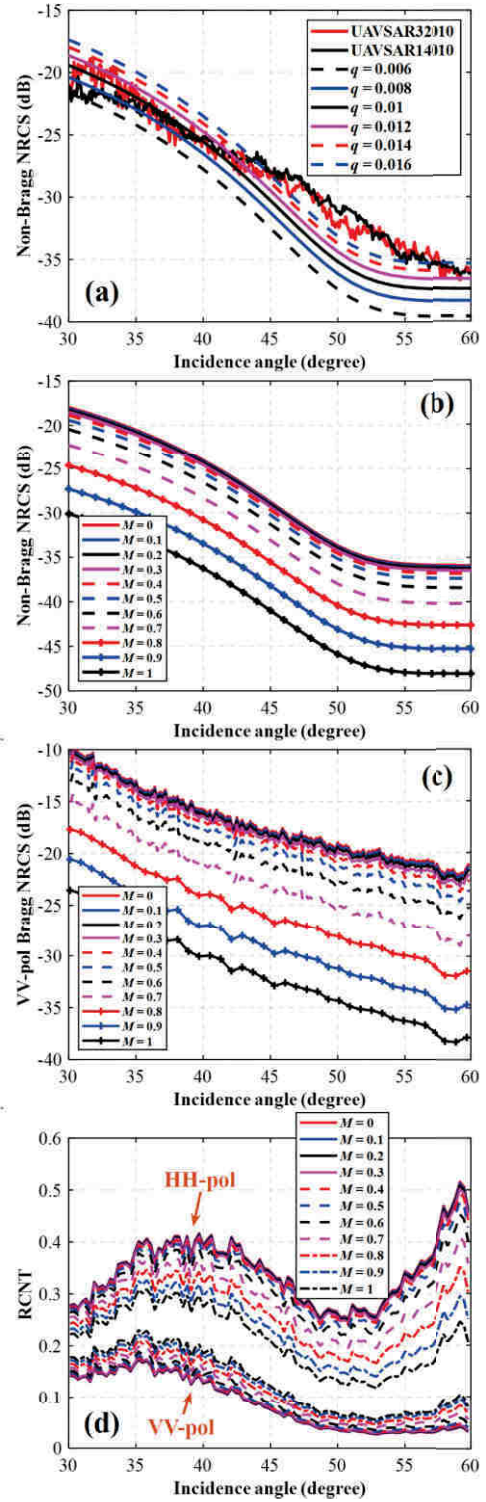 -15
UAVSAR32010
UAVSAR14010
q = 0.006
q = 0.008
q = 0.01
q = 0.012
q = 0.014
q = 0.016
-20
-25
-30
-35
-40
Non-Bragg NRCS (dB)
(a)
30 35 40 45 50 55 60
Incidence angle (degree)
-15
(b)
-20
-25
-30
-35
-40
-45
-50
Non-Bragg NRCS (dB)
M = 0
M = 0.1
M = 0.2
M = 0.3
M = 0.4
M = 0.5
M = 0.6
M = 0.7
M = 0.8
M = 0.9
M = 1
30 35 40 45 50 55 60
Incidence angle (degree)
-10
(c)
-15
-20
-25
-30
-35
-40
VV-pol Bragg NRCS (dB)
M = 0
M = 0.1
M = 0.2
M = 0.3
M = 0.4
M = 0.5
M = 0.6
M = 0.7
M = 0.8
M = 0.9
M = 1
30 35 40 45 50 55 60
Incidence angle (degree)
0.6
0.5
0.4
0.3
0.2
0.1
0
RCNT
M = 0
M = 0.1
M = 0.2
M = 0.3
M = 0.4
M = 0.5
M = 0.6
M = 0.7
M = 0.8
M = 0.9
M = 1
HH-pol
VV-pol
(d)
30 35 40 45 50 55 60
Incidence angle (degree)